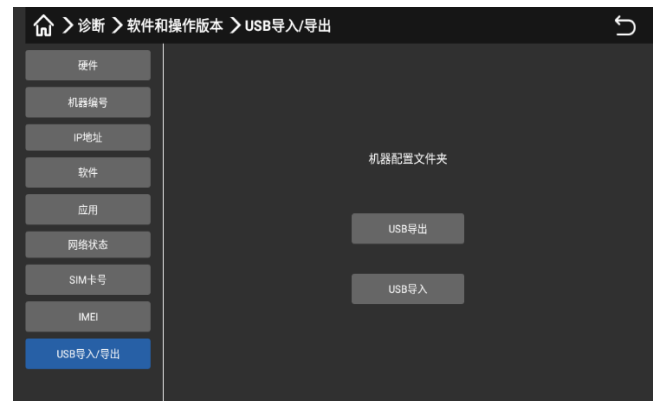 诊断 软件和操作版本 USB导入/导出
硬件
机器编号
IP地址
软件
应用
网络状态
SIM卡号
IMEI
USB导入/导出
机器配置文件夹
USB导出
USB导入